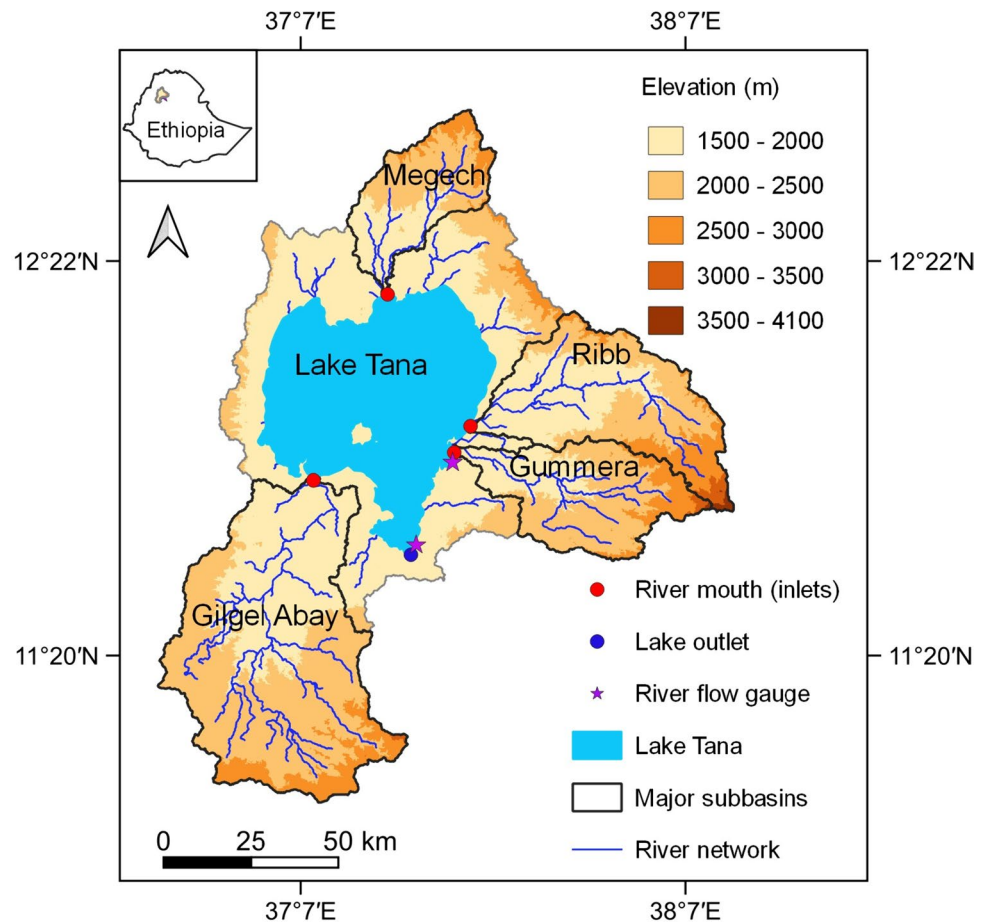 37°7′E 38°7′E
Ethiopia
Elevation (m)
1500 - 2000
2000 - 2500
2500 - 3000
3000 - 3500
3500 - 4100
Megech
12°22′N 12°22′N
Lake Tana
Ribb
Gummera
Gilgel Abay
River mouth (inlets)
Lake outlet
11°20′N 11°20′N
River flow gauge
Lake Tana
Major subbasins
River network
0 25 50 km
37°7′E 38°7′E